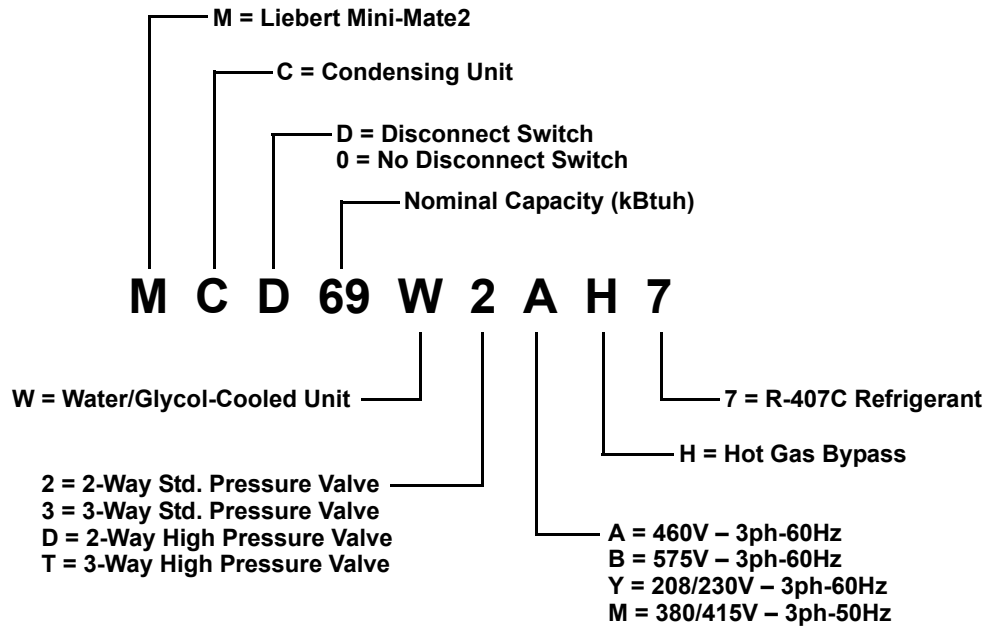 M = Liebert Mini-Mate2
C = Condensing Unit
D = Disconnect Switch
0 = No Disconnect Switch
Nominal Capacity (kBtuh)
M C D 69 W 2 A H 7
W = Water/Glycol-Cooled Unit
7 = R-407C Refrigerant
H = Hot Gas Bypass
2 = 2-Way Std. Pressure Valve
3 = 3-Way Std. Pressure Valve
D = 2-Way High Pressure Valve
T = 3-Way High Pressure Valve
A = 460V – 3ph-60Hz
B = 575V – 3ph-60Hz
Y = 208/230V – 3ph-60Hz
M = 380/415V – 3ph-50Hz